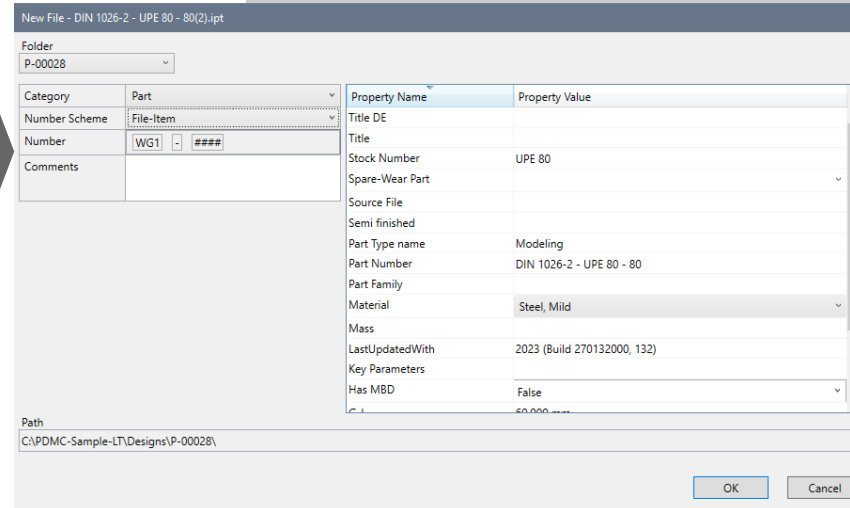 New File - DIN 1026-2 - UPE 80 - 80(2).ipt
Folder
P-00028
Category Part
Number Scheme File-Item
Number WG1 - ####
Comments
Property Name Property Value
Title DE
Title
Stock Number UPE 80
Spare-Wear Part
Source File
Semi finished
Part Type name Modeling
Part Number DIN 1026-2 - UPE 80 - 80
Part Family
Material Steel, Mild
Mass
LastUpdatedWith 2023 (Build 270132000, 132)
Key Parameters
Has MBD False
Path
C:\PDMC-Sample-LT\Designs\P-00028\
OK Cancel